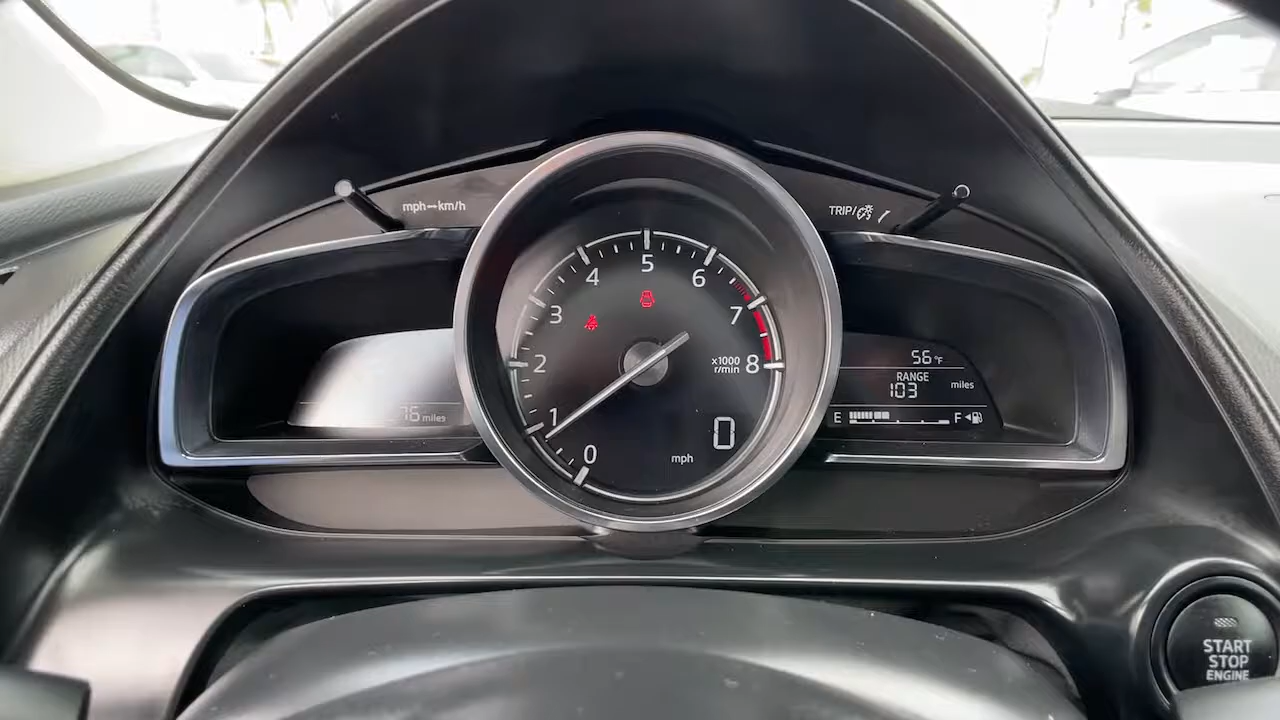 mph↔km/h
TRIP/
5
4
6
3
7
2
x1000
r/min
8
1
0
0
mph
76 miles
56°F
RANGE
103 miles
E
F
START
STOP
ENGINE